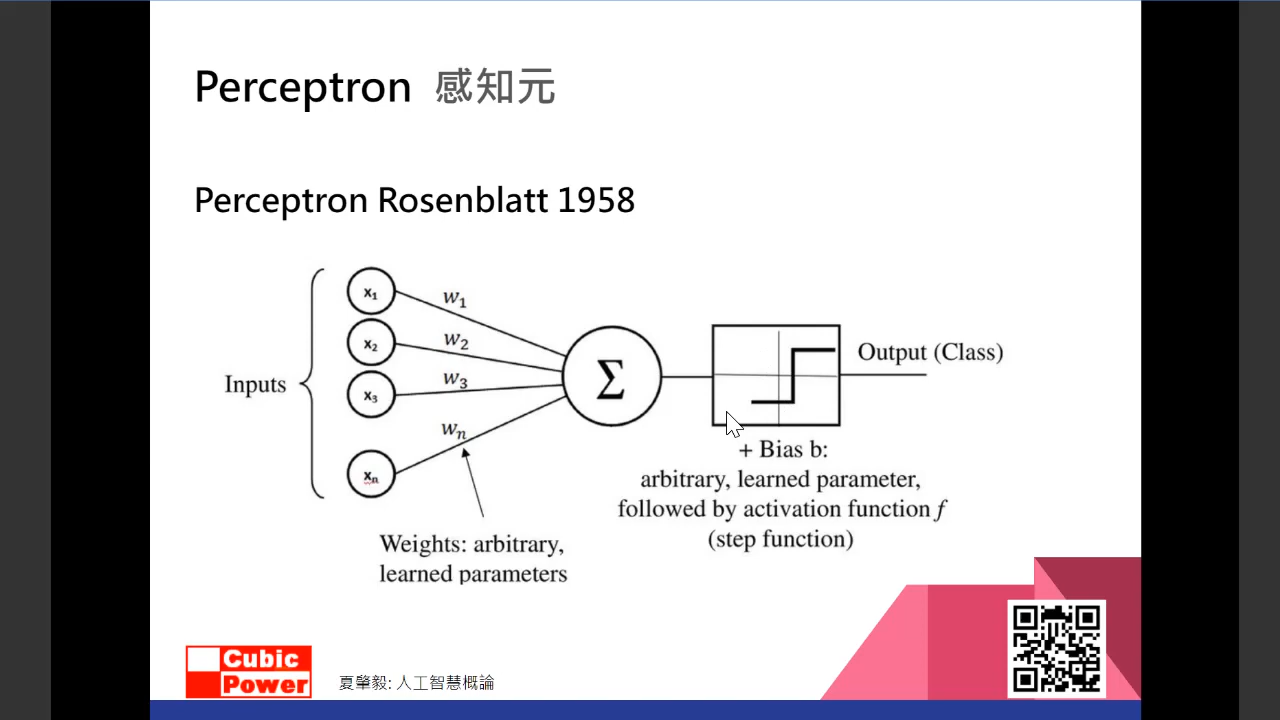 Perceptron 感知元
Perceptron Rosenblatt 1958
Inputs
x1
x2
x3
xn
w1
w2
w3
wn
Σ
Output (Class)
+ Bias b:
arbitrary, learned parameter,
followed by activation function f
(step function)
Weights: arbitrary,
learned parameters
Cubic
Power
夏肇毅: 人工智慧概論